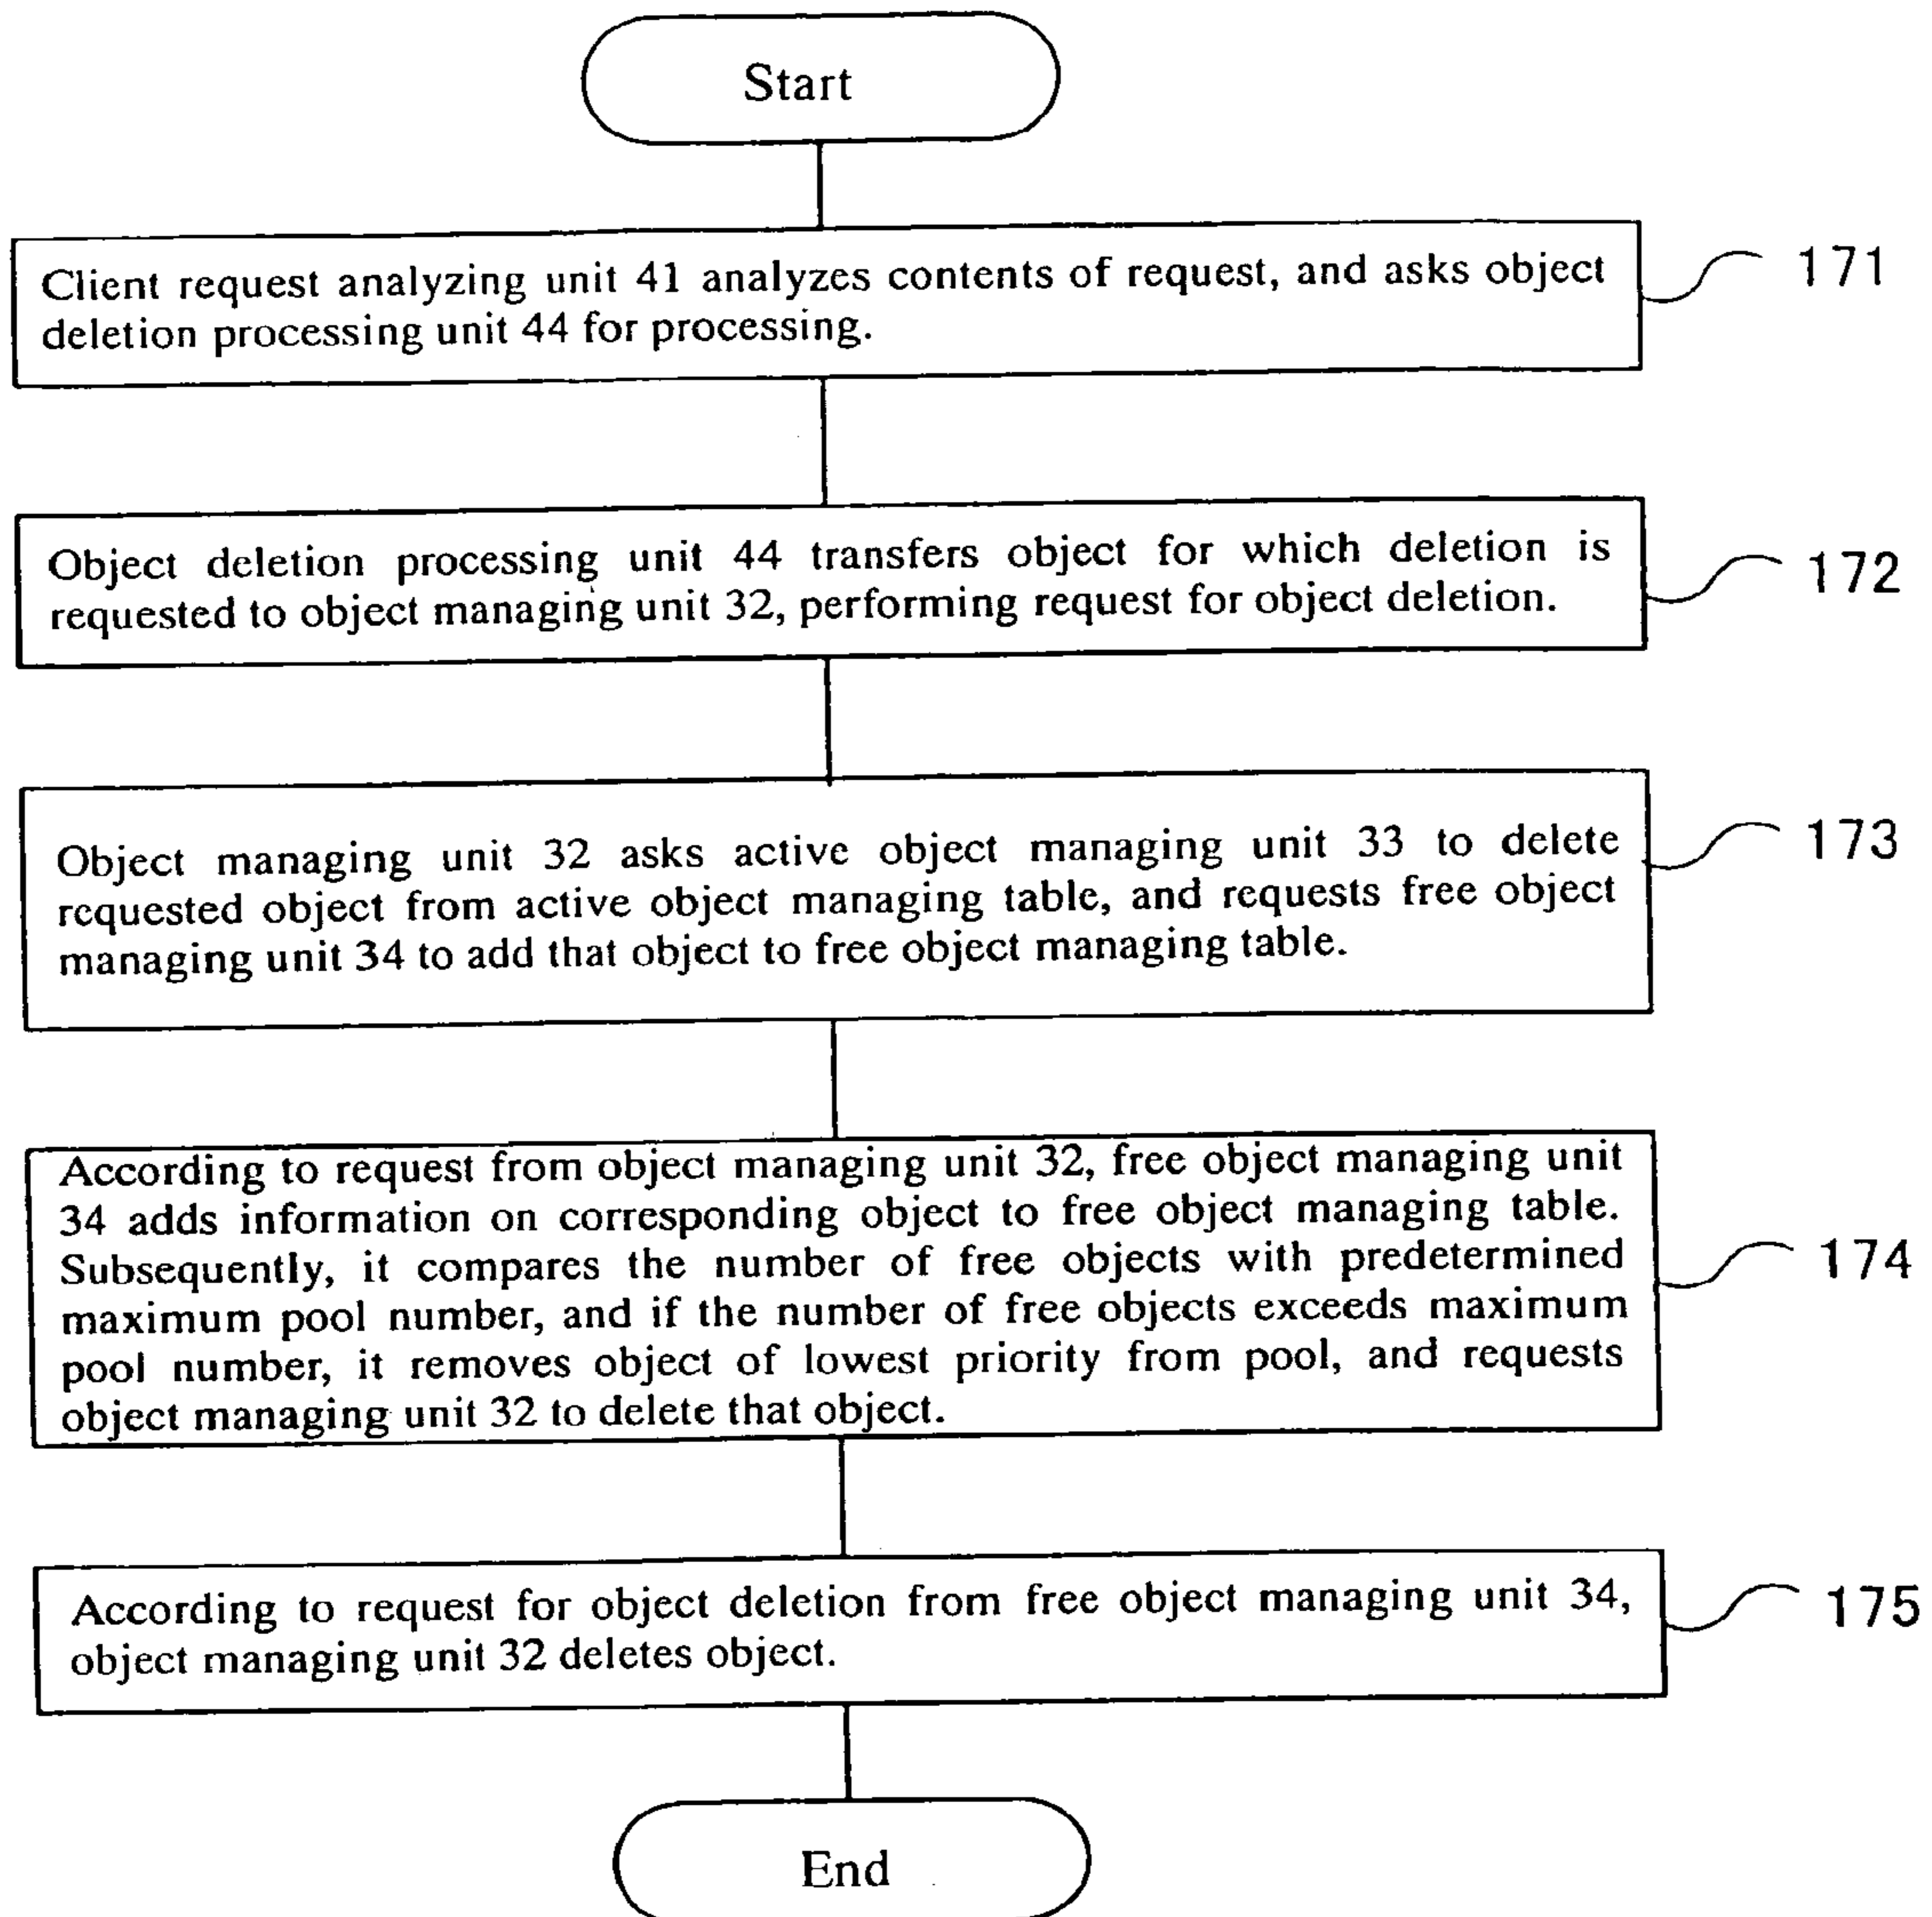 Start
Client request analyzing unit 41 analyzes contents of request, and asks object
deletion processing unit 44 for processing.
171
Object deletion processing unit 44 transfers object for which deletion is
requested to object managing unit 32, performing request for object deletion.
172
Object managing unit 32 asks active object managing unit 33 to delete
requested object from active object managing table, and requests free object
managing unit 34 to add that object to free object managing table.
173
According to request from object managing unit 32, free object managing unit
34 adds information on corresponding object to free object managing table.
Subsequently, it compares the number of free objects with predetermined
maximum pool number, and if the number of free objects exceeds maximum
pool number, it removes object of lowest priority from pool, and requests
object managing unit 32 to delete that object.
174
According to request for object deletion from free object managing unit 34,
object managing unit 32 deletes object.
175
End